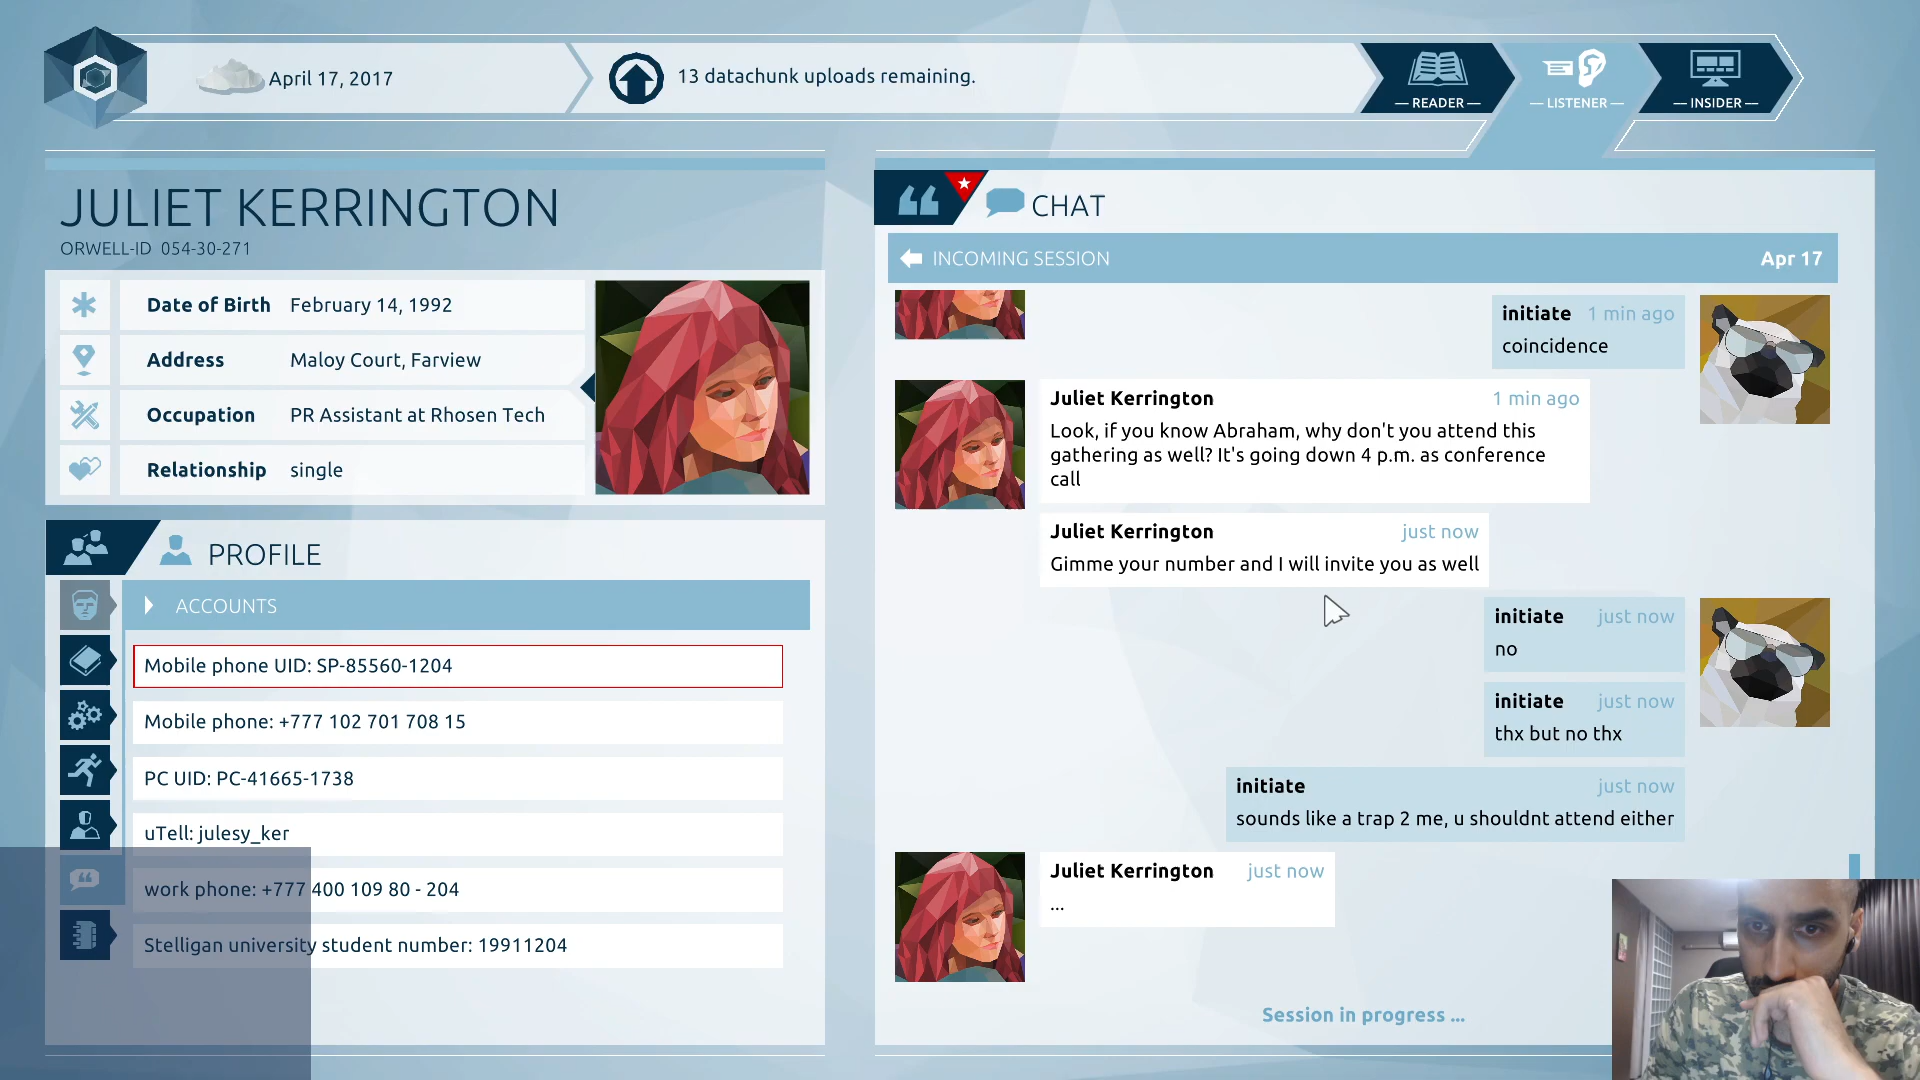 April 17, 2017
13 datachunk uploads remaining.
— READER —
— LISTENER —
— INSIDER —
JULIET KERRINGTON
ORWELL-ID 054-30-271
Date of Birth February 14, 1992
Address Maloy Court, Farview
Occupation PR Assistant at Rhosen Tech
Relationship single
PROFILE
ACCOUNTS
Mobile phone UID: SP-85560-1204
Mobile phone: +777 102 701 708 15
PC UID: PC-41665-1738
uTell: julesy_ker
work phone: +777 400 109 80 - 204
Stelligan university student number: 19911204
CHAT
INCOMING SESSION Apr 17
initiate 1 min ago
coincidence
Juliet Kerrington 1 min ago
Look, if you know Abraham, why don't you attend this
gathering as well? It's going down 4 p.m. as conference
call
Juliet Kerrington just now
Gimme your number and I will invite you as well
initiate just now
no
initiate just now
thx but no thx
initiate just now
sounds like a trap 2 me, u shouldnt attend either
Juliet Kerrington just now
...
Session in progress ...